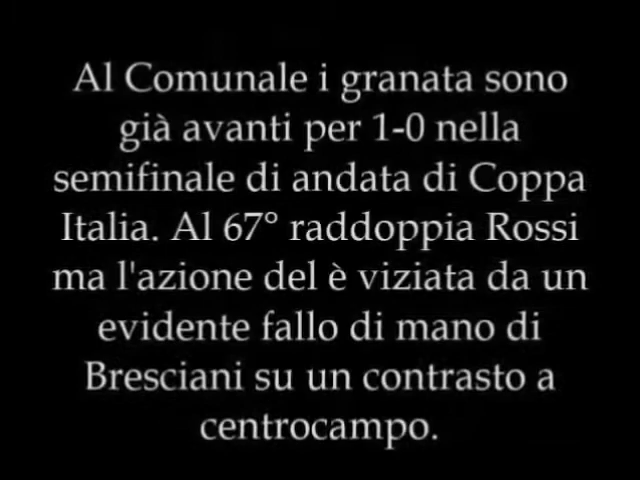 Al Comunale i granata sono
già avanti per 1-0 nella
semifinale di andata di Coppa
Italia. Al 67° raddoppia Rossi
ma l'azione del è viziata da un
evidente fallo di mano di
Bresciani su un contrasto a
centrocampo.